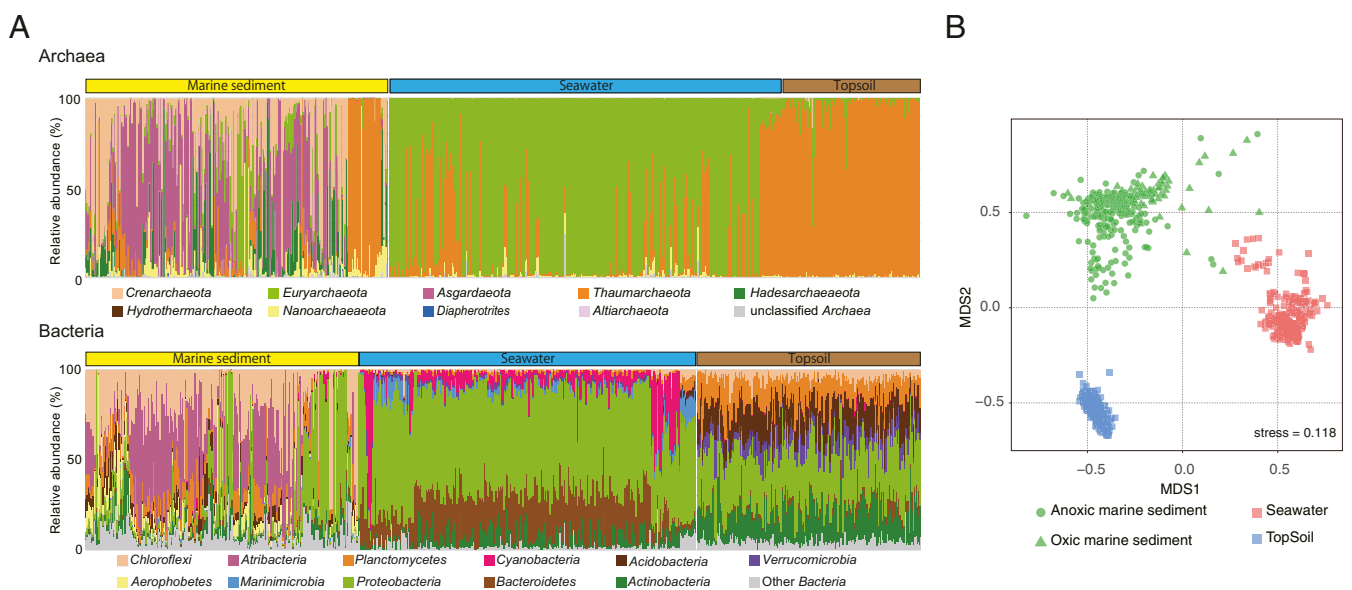 A
B
Archaea
Marine sediment Seawater Topsoil
100
50
0
Relative abundance (%)
Crenarchaeota Euryarchaeota Asgardaeota Thaumarchaeota Hadesarchaeaeota
Hydrothermarchaeota Nanoarchaeaeota Diapherotrites Altiarchaeota unclassified Archaea
Bacteria
Marine sediment Seawater Topsoil
100
50
0
Relative abundance (%)
Chloroflexi Atribacteria Planctomycetes Cyanobacteria Acidobacteria Verrucomicrobia
Aerophobetes Marinimicrobia Proteobacteria Bacteroidetes Actinobacteria Other Bacteria
MDS2
0.5
0.0
−0.5
stress = 0.118
−0.5 0.0 0.5
MDS1
Anoxic marine sediment Seawater
Oxic marine sediment TopSoil